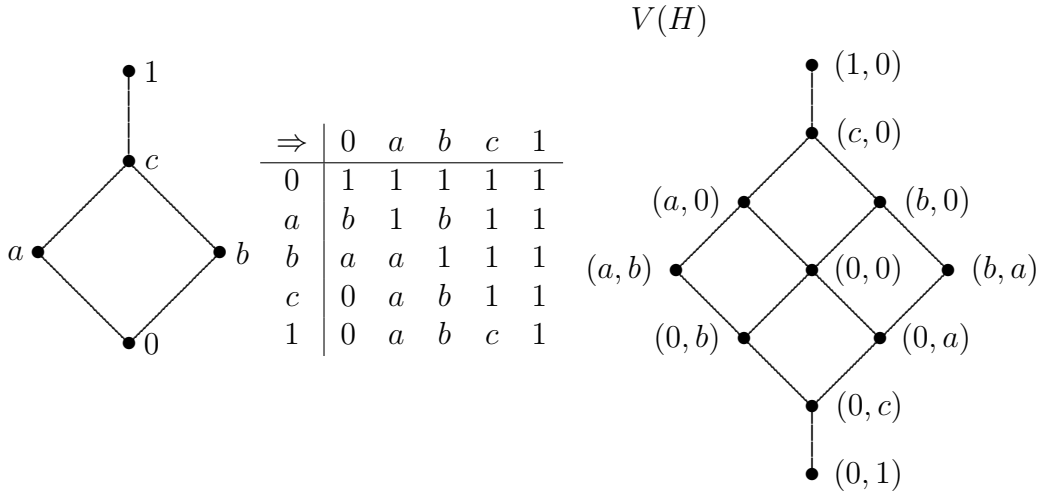 1
c
a
b
0
⇒ 0 a b c 1
0 1 1 1 1 1
a b 1 b 1 1
b a a 1 1 1
c 0 a b 1 1
1 0 a b c 1
V(H)
(1, 0)
(c, 0)
(a, 0) (b, 0)
(a, b) (0, 0) (b, a)
(0, b) (0, a)
(0, c)
(0, 1)